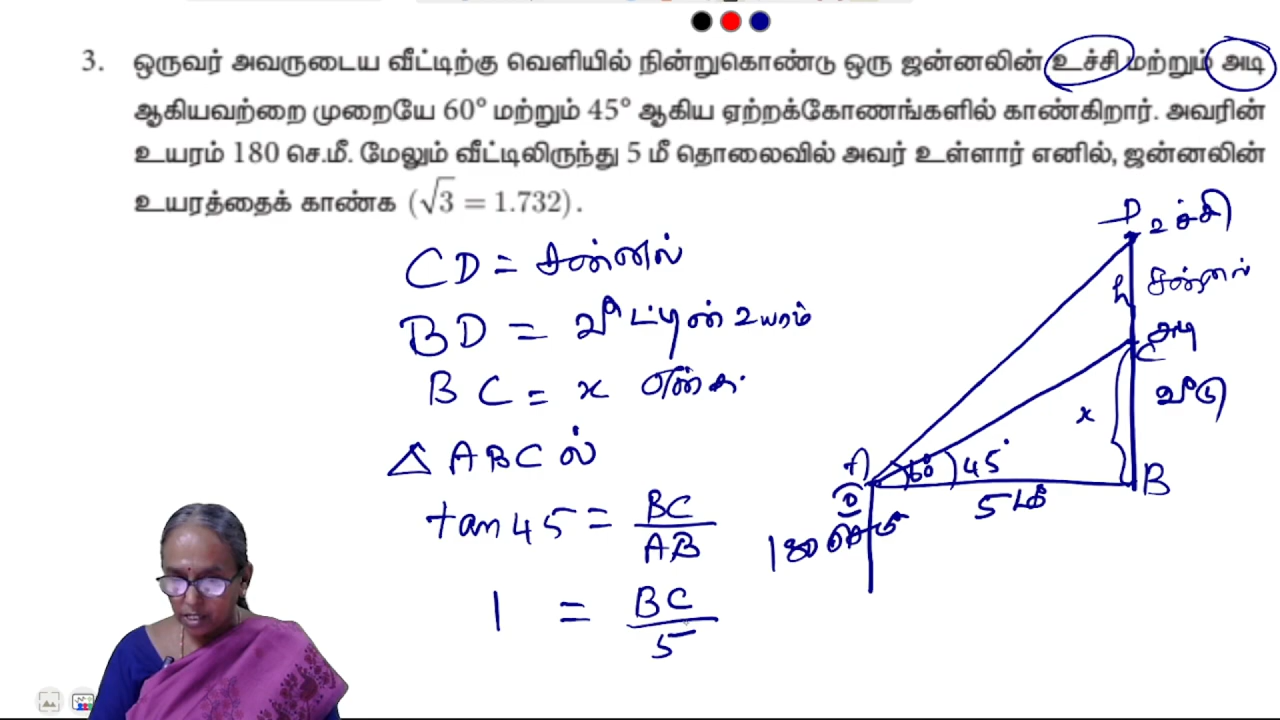 3. ஒருவர் அவருடைய வீட்டிற்கு வெளியில் நின்றுகொண்டு ஒரு ஜன்னலின் உச்சி மற்றும் அடி
ஆகியவற்றை முறையே 60° மற்றும் 45° ஆகிய ஏற்றக்கோணங்களில் காண்கிறார். அவரின்
உயரம் 180 செ.மீ. மேலும் வீட்டிலிருந்து 5 மீ தொலைவில் அவர் உள்ளார் எனில், ஜன்னலின்
உயரத்தைக் காண்க (√3 = 1.732).
CD = சன்னல்
BD = வீட்டின் உயரம்
BC = x என்க.
△ ABC ல்
tan 45 = BC/AB
1 = BC/5
D உச்சி
h சன்னல்
அடி
C
x வீடு
A 60° 45°
B
5 மீ
180 செமீ